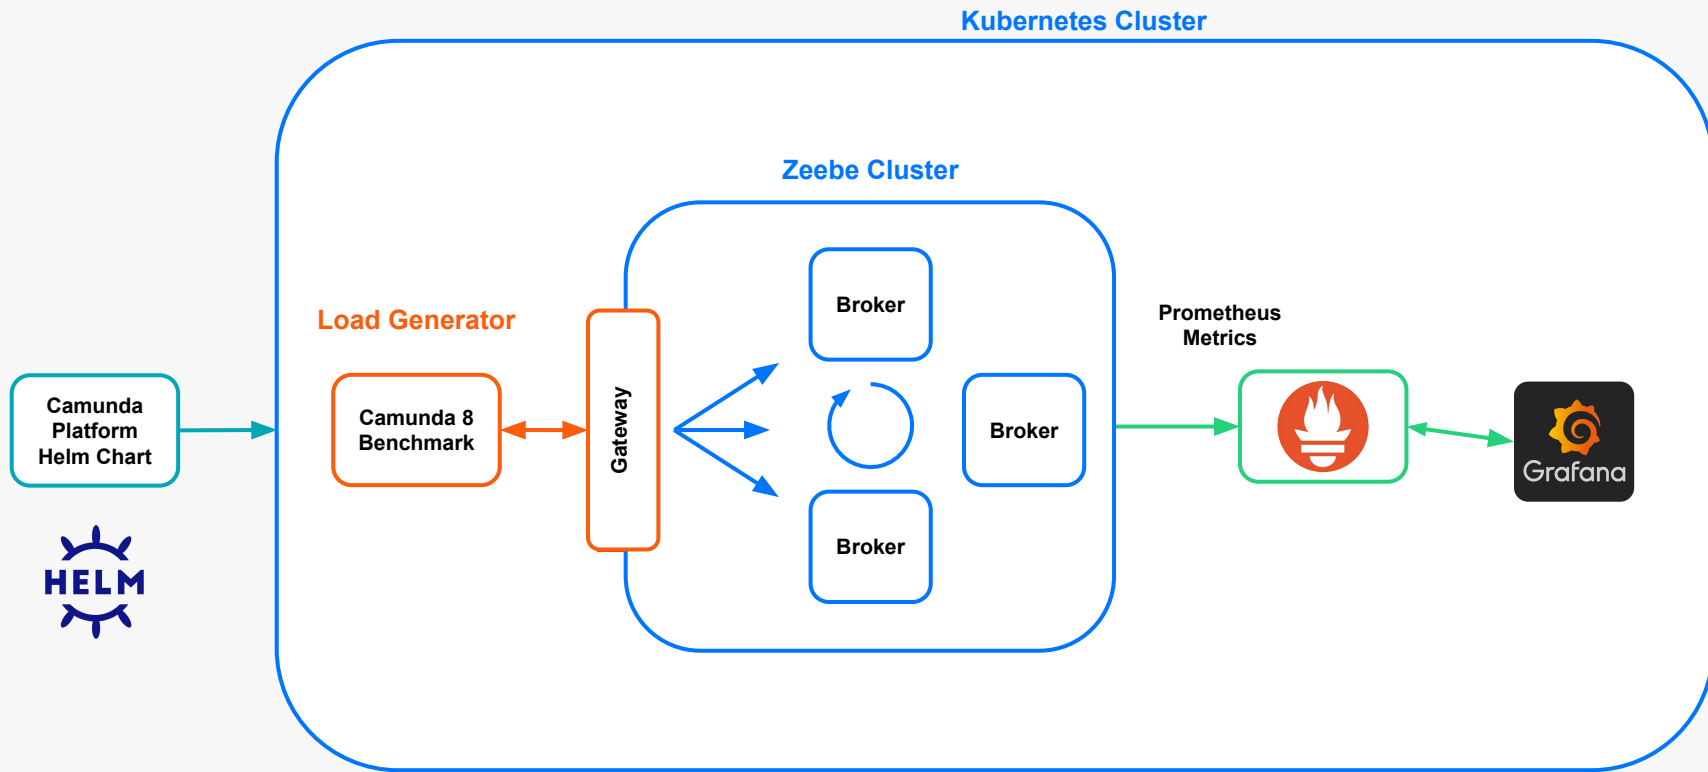 Kubernetes Cluster
Zeebe Cluster
Load Generator
Camunda
Platform
Helm Chart
HELM
Camunda 8
Benchmark
Gateway
Broker
Broker
Broker
Prometheus
Metrics
Grafana